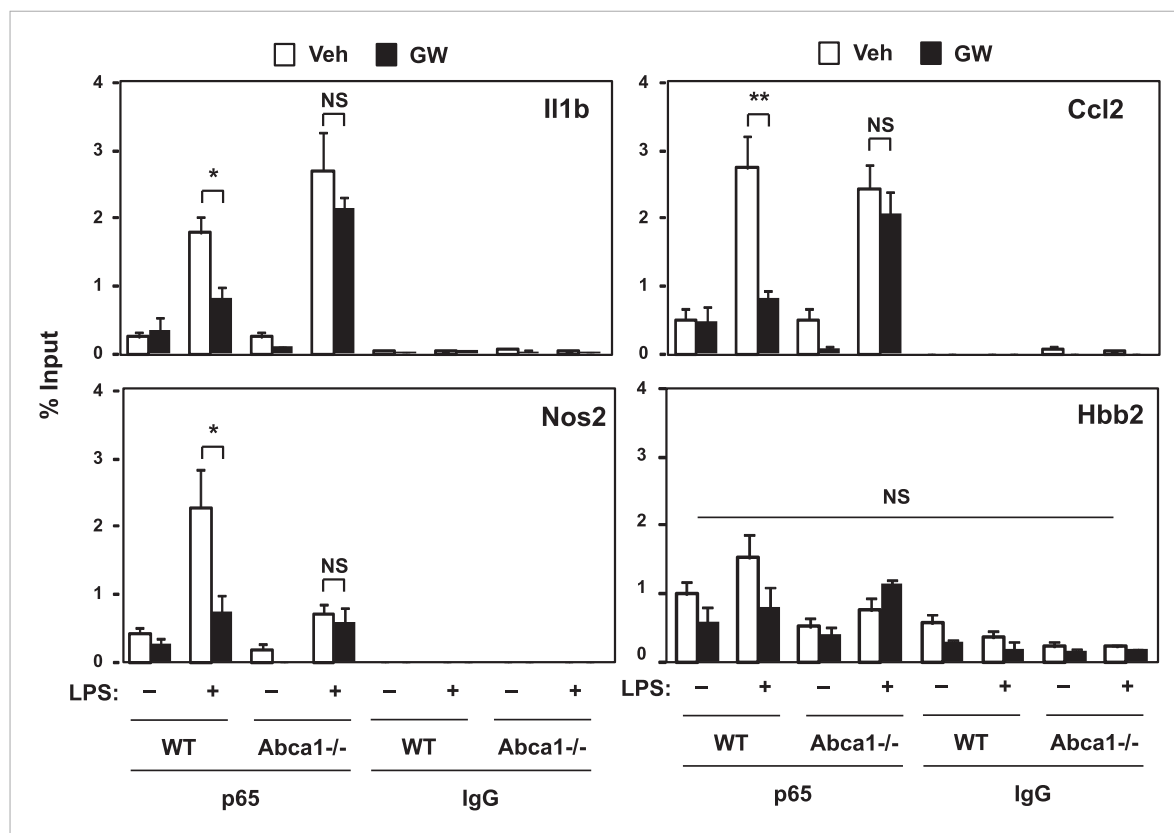 Veh GW
Veh GW
% Input
4
3
2
1
0
Il1b
*
NS
4
3
2
1
0
Ccl2
**
NS
4
3
2
1
0
Nos2
*
NS
4
3
2
1
0
Hbb2
NS
LPS: – + – + – + – +
WT Abca1-/- WT Abca1-/-
p65 IgG
LPS: – + – + – + – +
WT Abca1-/- WT Abca1-/-
p65 IgG